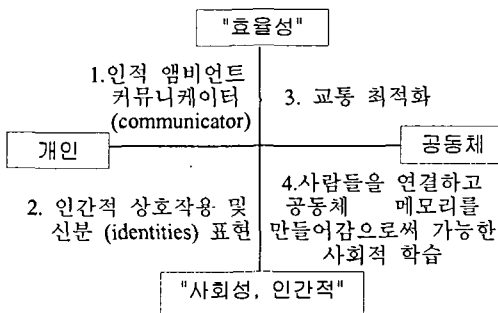 "효율성"
1.인적 앰비언트
커뮤니케이터
(communicator)
3. 교통 최적화
개인
공동체
2. 인간적 상호작용 및
신분 (identities) 표현
4.사람들을 연결하고
공동체 메모리를
만들어감으로써 가능한
사회적 학습
"사회성, 인간적"